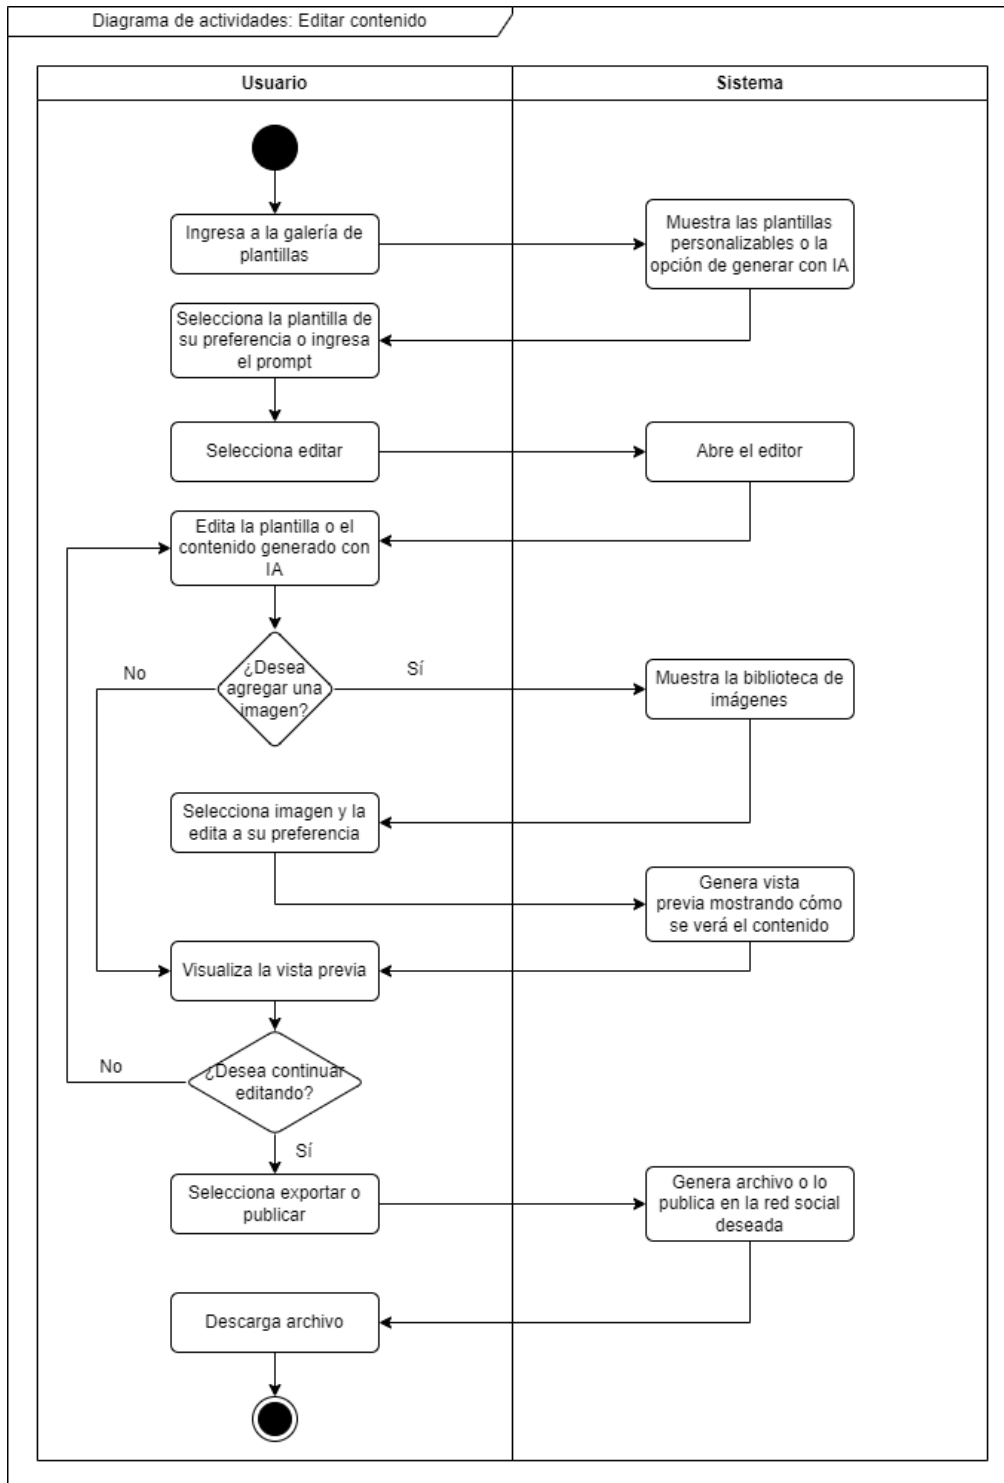 Diagrama de actividades: Editar contenido
Usuario
Sistema
Ingresa a la galería de
plantillas
Muestra las plantillas
personalizables o la
opción de generar con IA
Selecciona la plantilla de
su preferencia o ingresa
el prompt
Selecciona editar
Abre el editor
Edita la plantilla o el
contenido generado con
IA
¿Desea
agregar una
imagen?
No
Sí
Muestra la biblioteca de
imágenes
Selecciona imagen y la
edita a su preferencia
Genera vista
previa mostrando cómo
se verá el contenido
Visualiza la vista previa
¿Desea continuar
editando?
No
Sí
Selecciona exportar o
publicar
Genera archivo o lo
publica en la red social
deseada
Descarga archivo